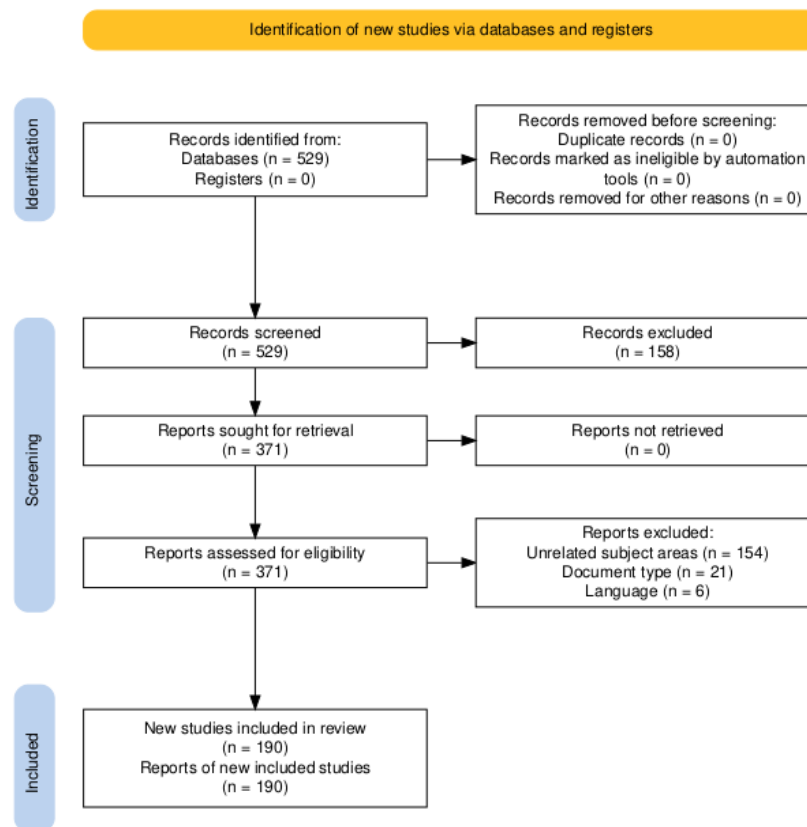 Identification of new studies via databases and registers
Identification
Records identified from:
Databases (n = 529)
Registers (n = 0)
Records removed before screening:
Duplicate records (n = 0)
Records marked as ineligible by automation
tools (n = 0)
Records removed for other reasons (n = 0)
Screening
Records screened
(n = 529)
Records excluded
(n = 158)
Reports sought for retrieval
(n = 371)
Reports not retrieved
(n = 0)
Reports assessed for eligibility
(n = 371)
Reports excluded:
Unrelated subject areas (n = 154)
Document type (n = 21)
Language (n = 6)
Included
New studies included in review
(n = 190)
Reports of new included studies
(n = 190)